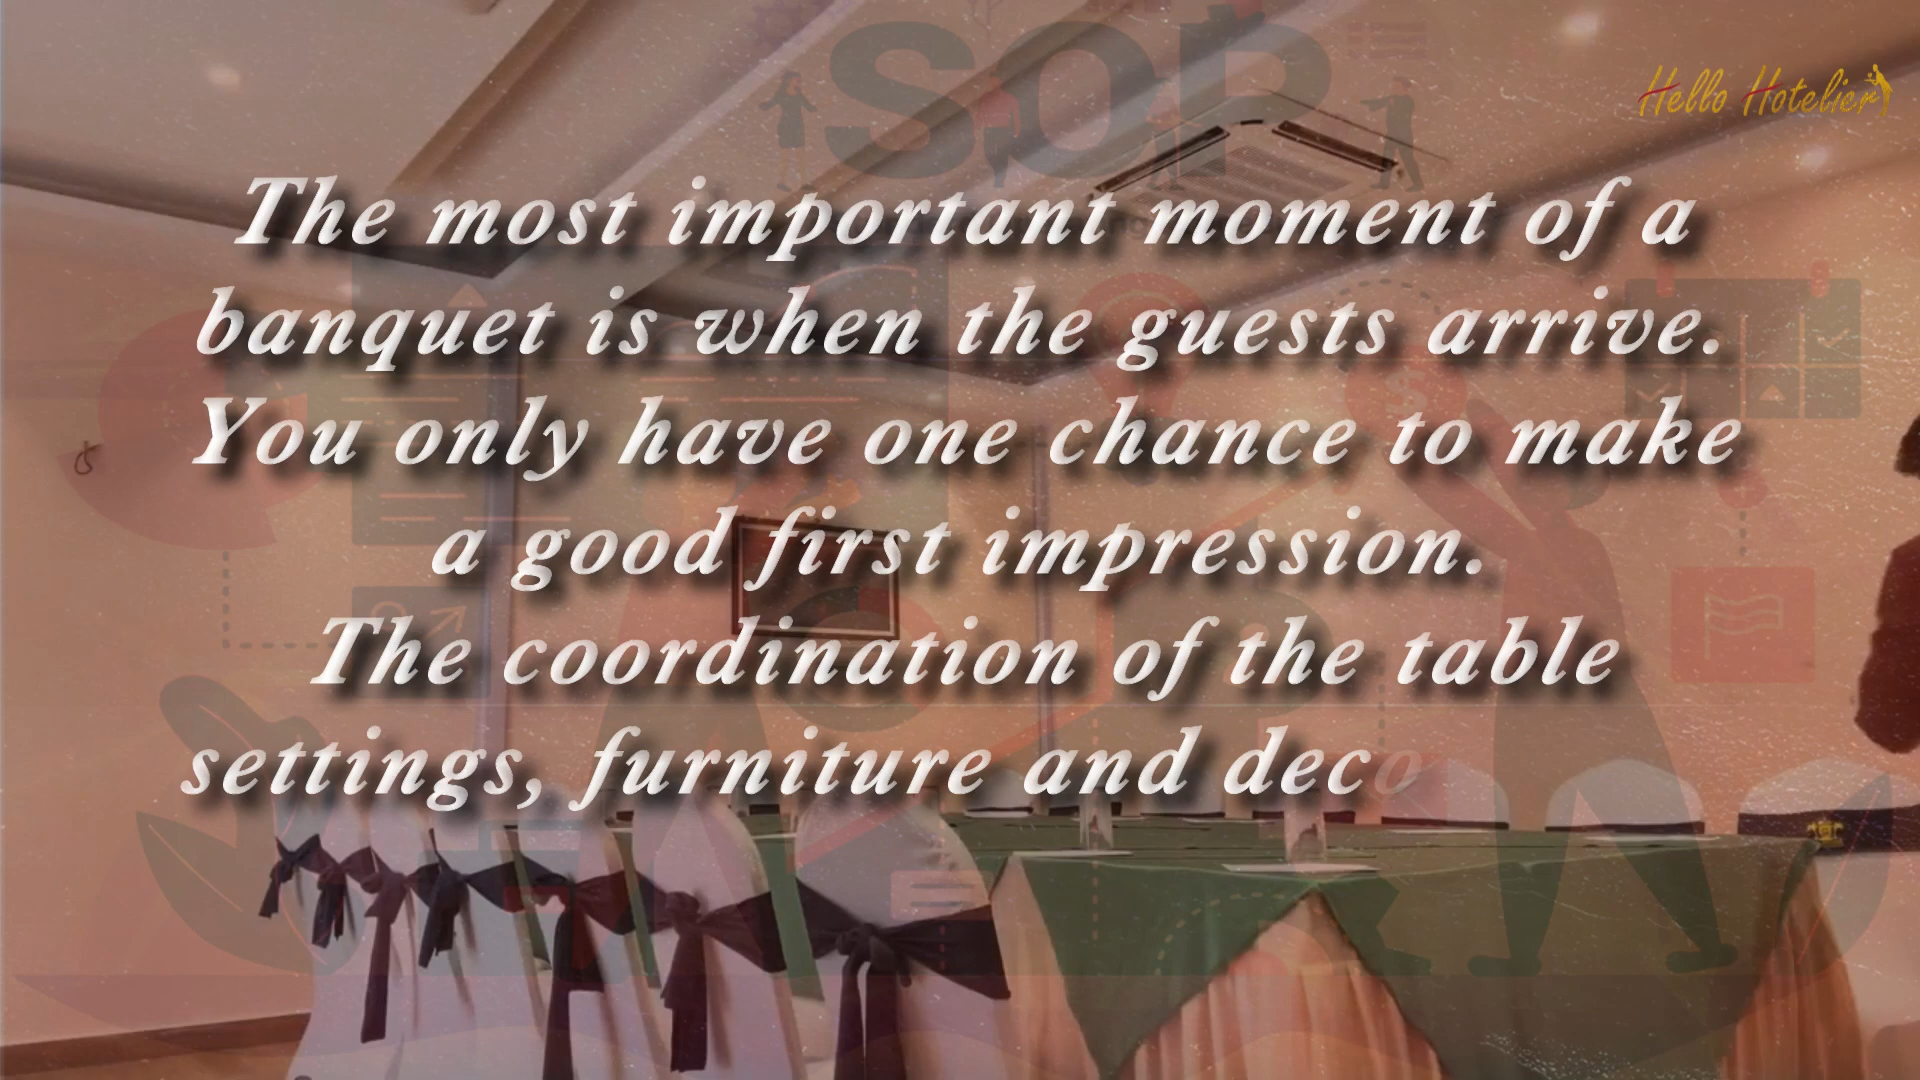 SOP
Hello Hotelier
The most important moment of a
banquet is when the guests arrive.
You only have one chance to make
a good first impression.
The coordination of the table
settings, furniture and deco